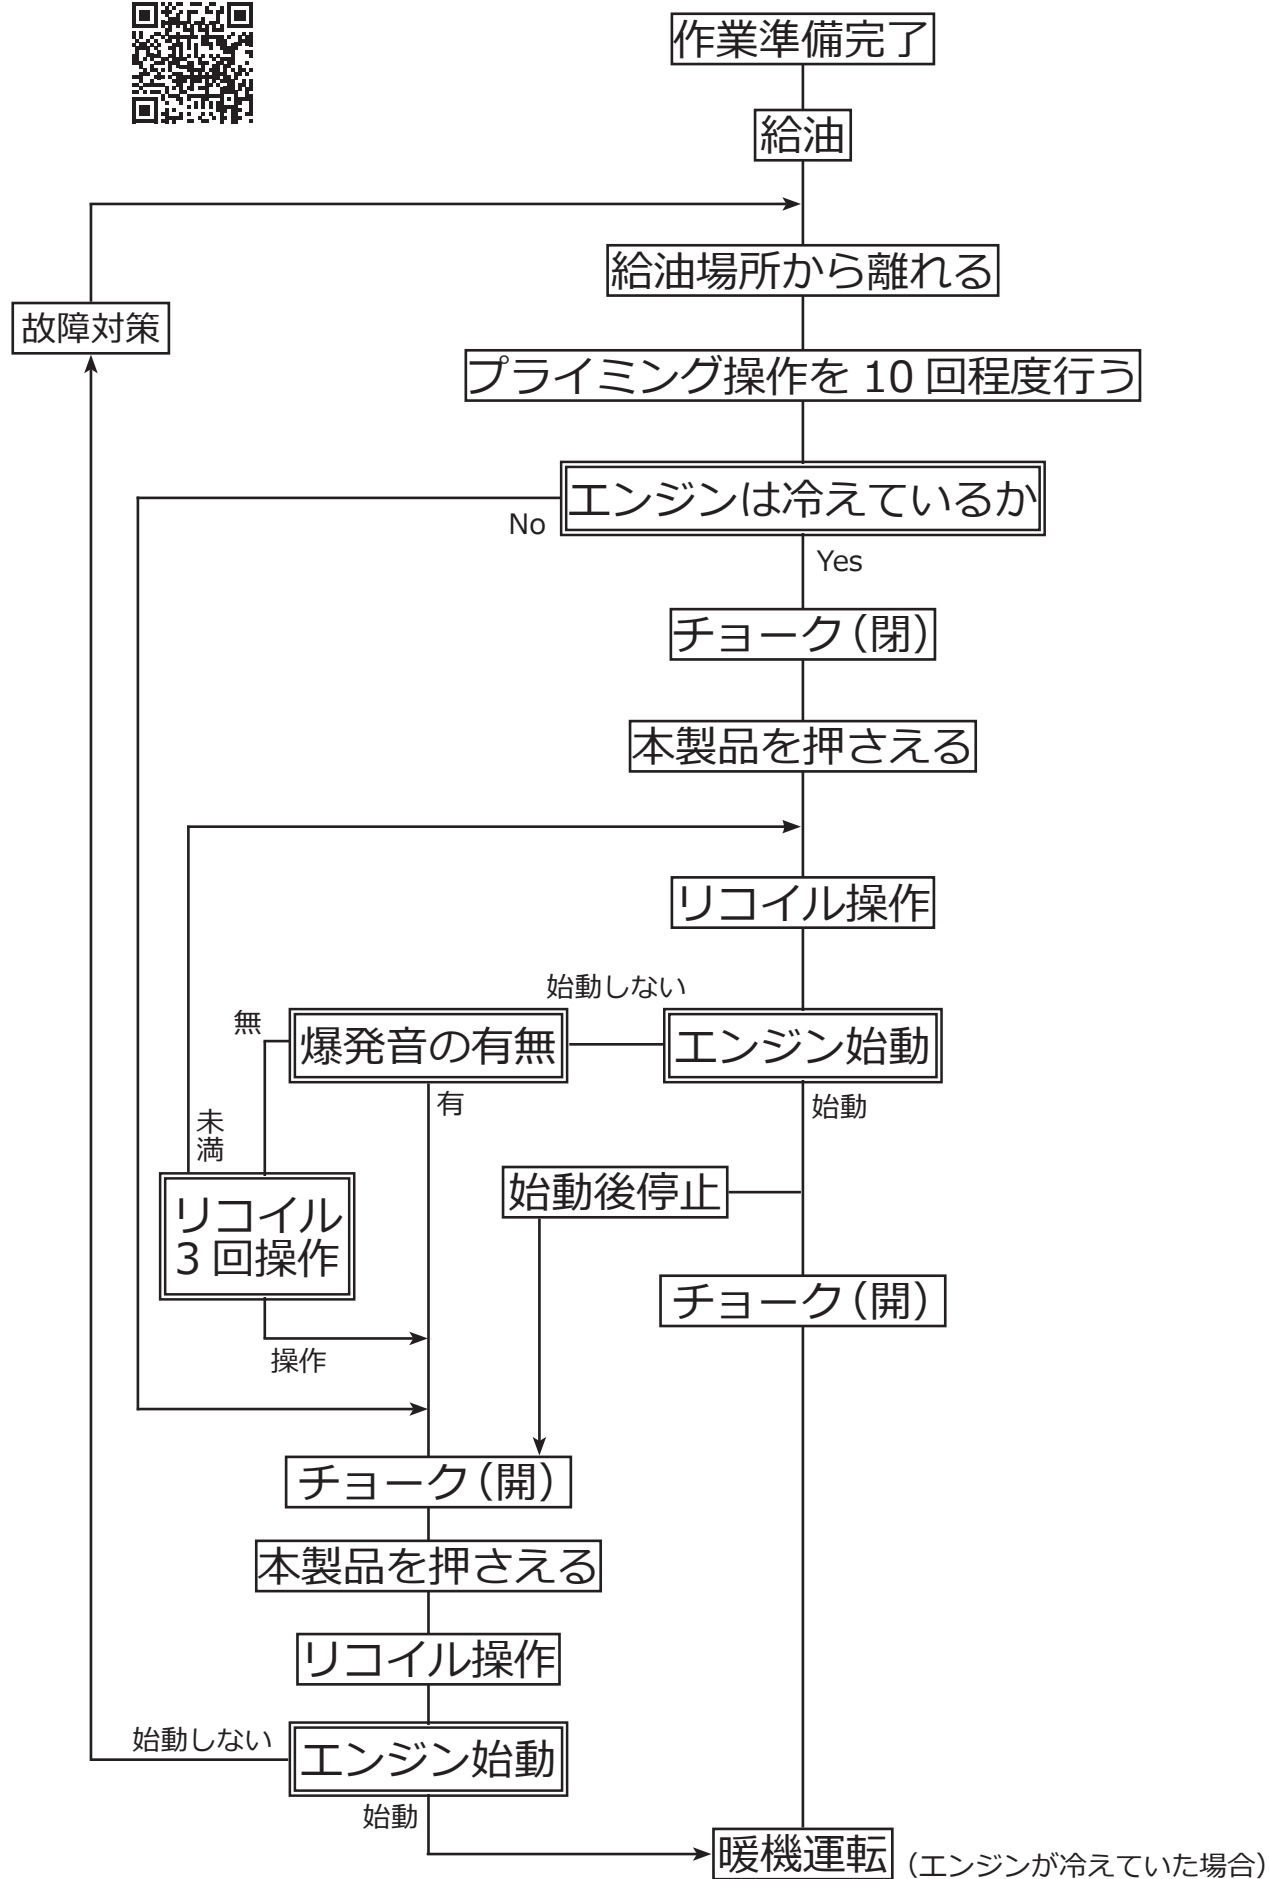 作業準備完了
給油
給油場所から離れる
故障対策
プライミング操作を 10 回程度行う
エンジンは冷えているか
No
Yes
チョーク（閉）
本製品を押さえる
リコイル操作
始動しない
無
爆発音の有無
エンジン始動
有
始動
未満
始動後停止
リコイル
3 回操作
チョーク（開）
操作
チョーク（開）
本製品を押さえる
リコイル操作
始動しない
エンジン始動
始動
暖機運転
（エンジンが冷えていた場合）